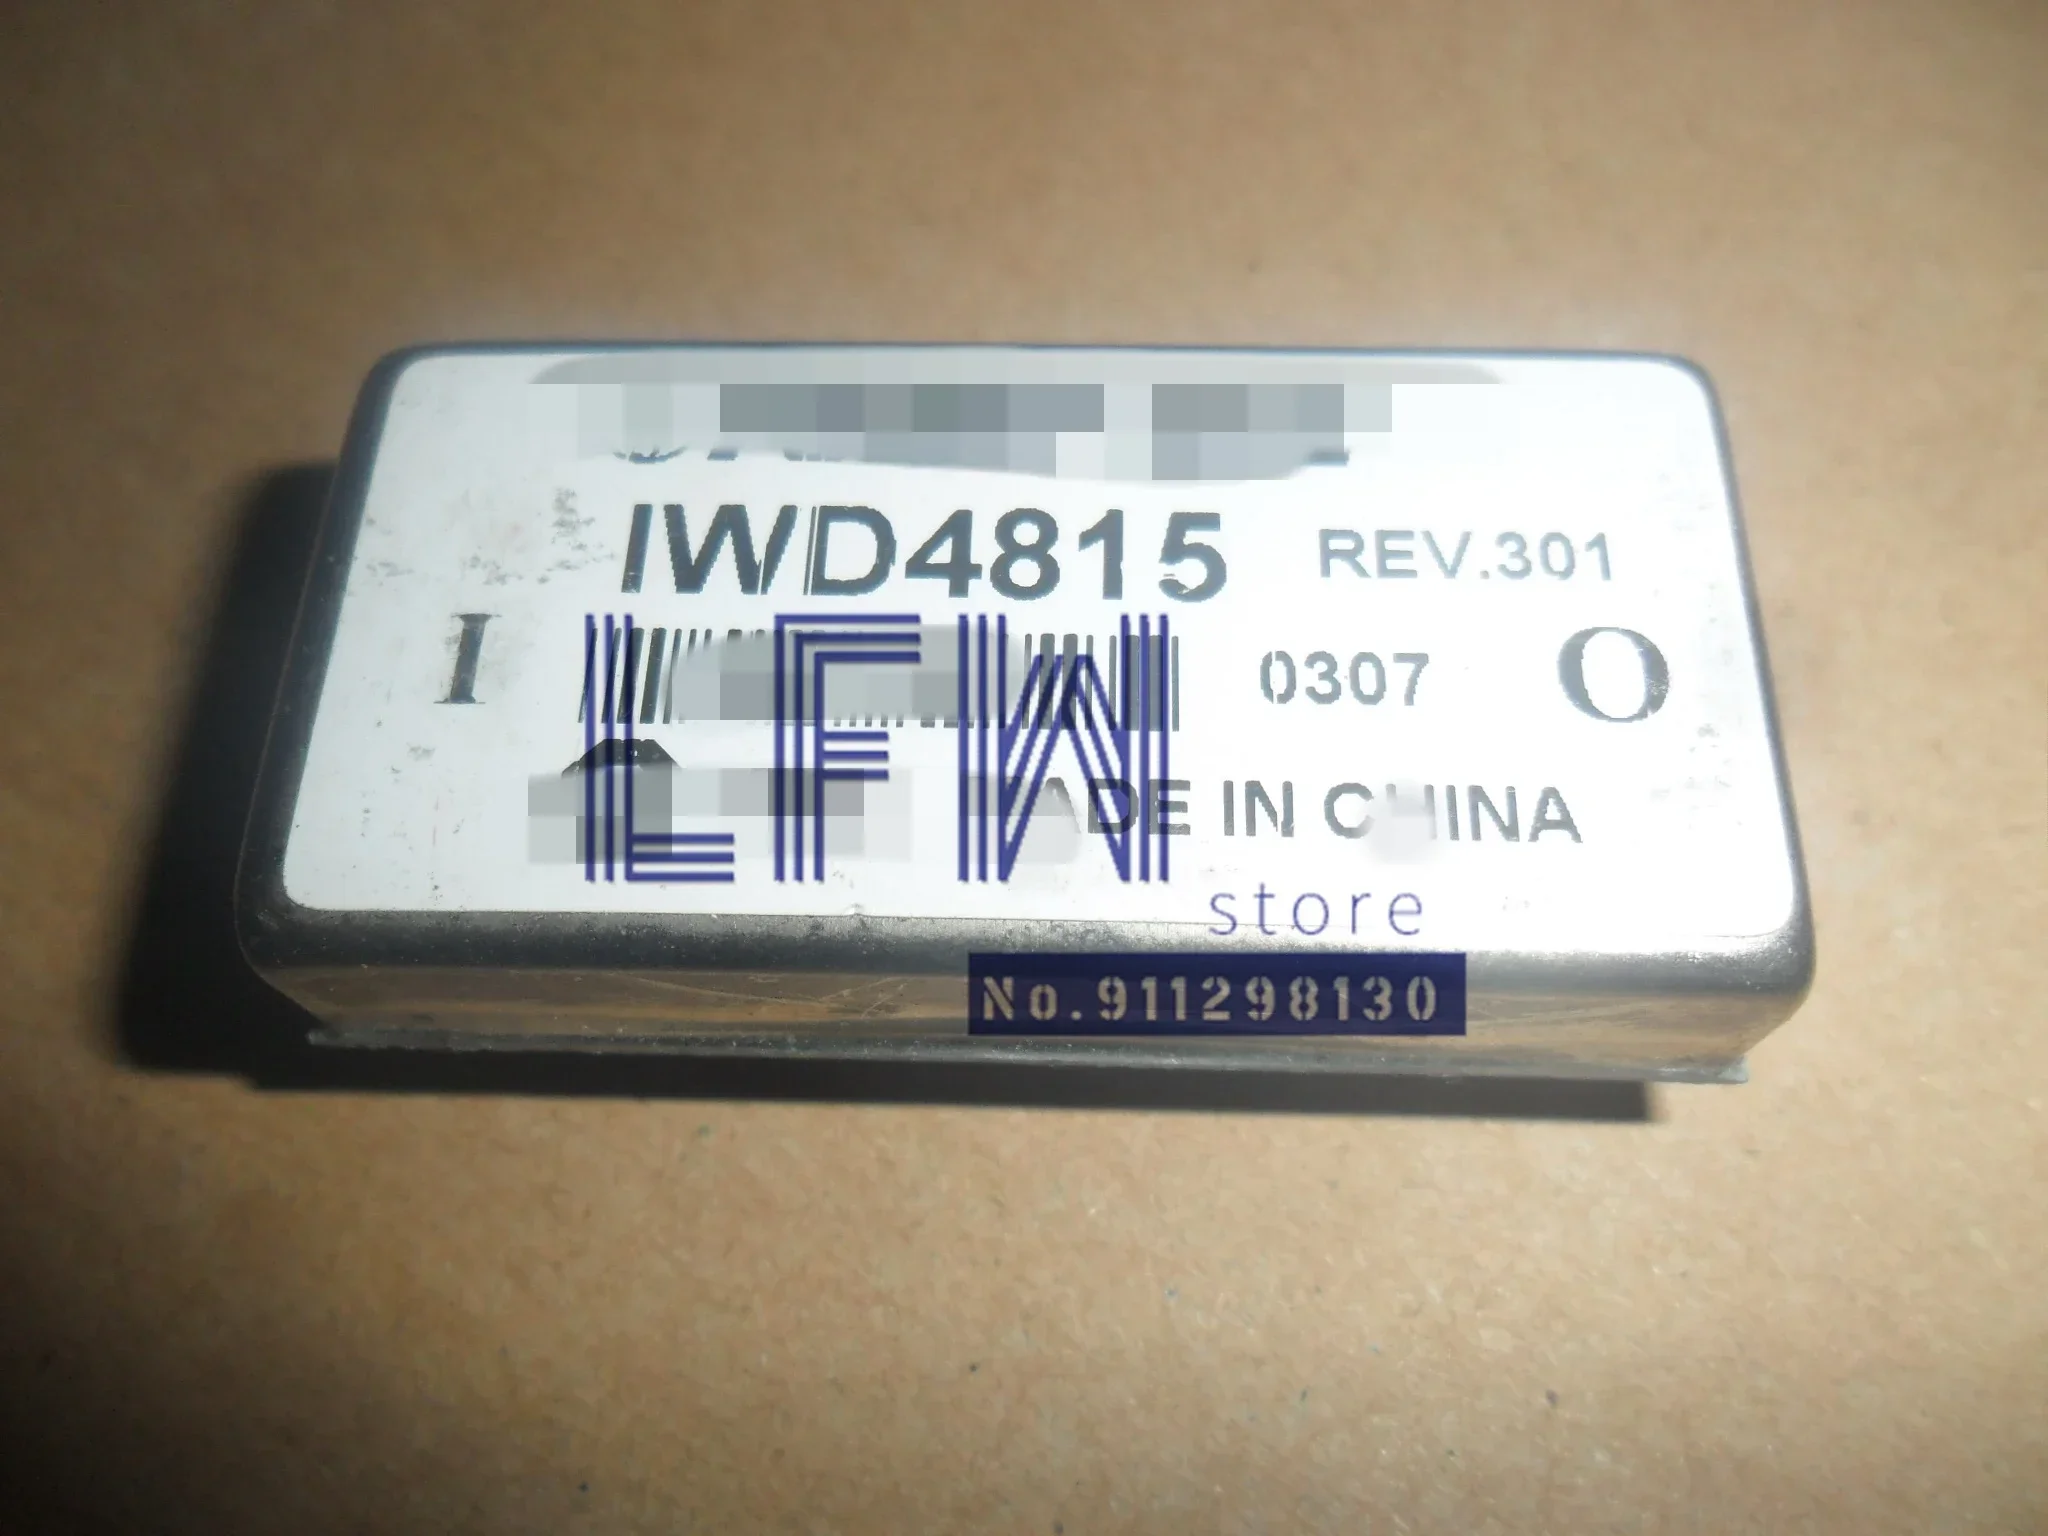 IWD4815 REV.301
I 0307 O
ADE IN CHINA
LFW
store
No.911298130